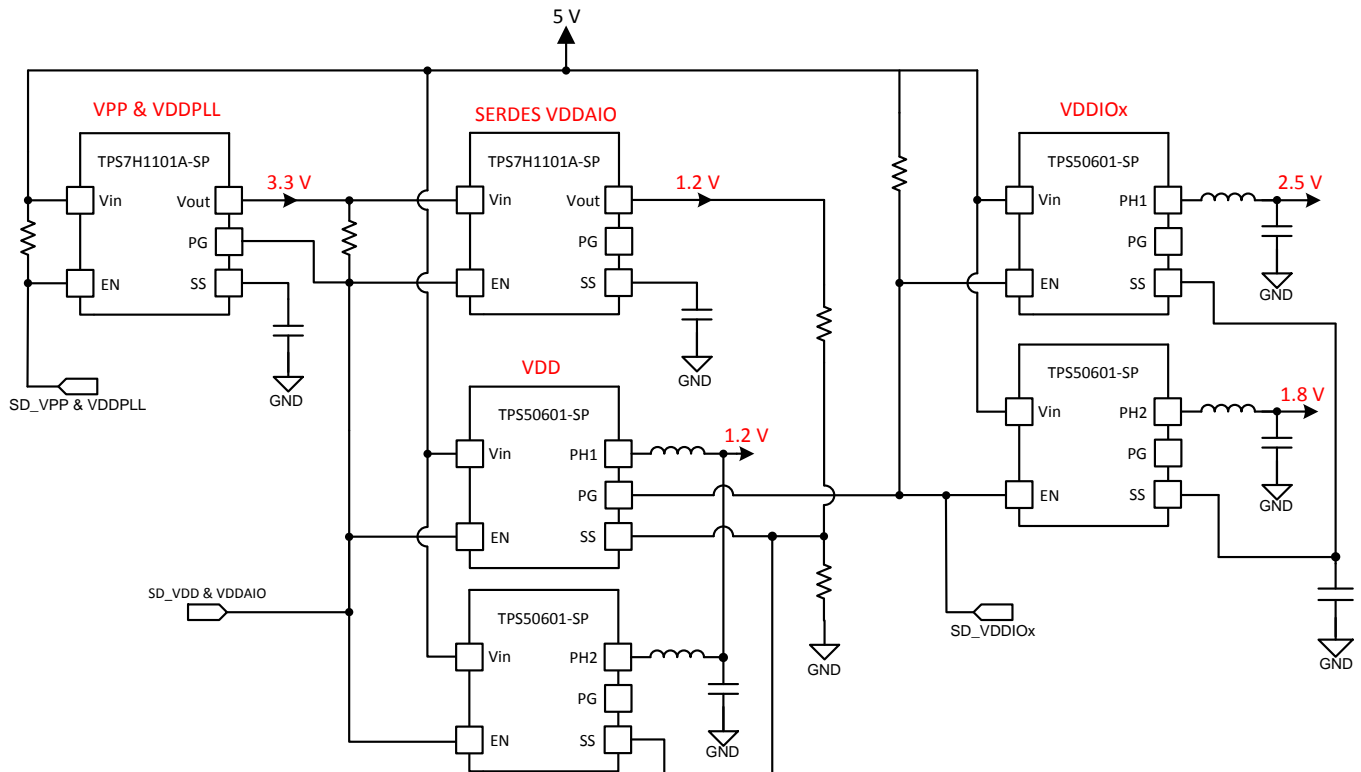 5 V
VPP & VDDPLL
TPS7H1101A-SP
Vin
Vout
3.3 V
PG
EN
SS
GND
SD_VPP & VDDPLL
SERDES VDDAIO
TPS7H1101A-SP
Vin
Vout
1.2 V
PG
EN
SS
GND
VDD
TPS50601-SP
Vin
PH1
1.2 V
PG
EN
SS
GND
SD_VDD & VDDAIO
TPS50601-SP
Vin
PH2
PG
GND
EN
SS
VDDIOx
TPS50601-SP
Vin
PH1
2.5 V
PG
EN
SS
GND
TPS50601-SP
Vin
PH2
1.8 V
PG
EN
SS
GND
SD_VDDIOx
GND